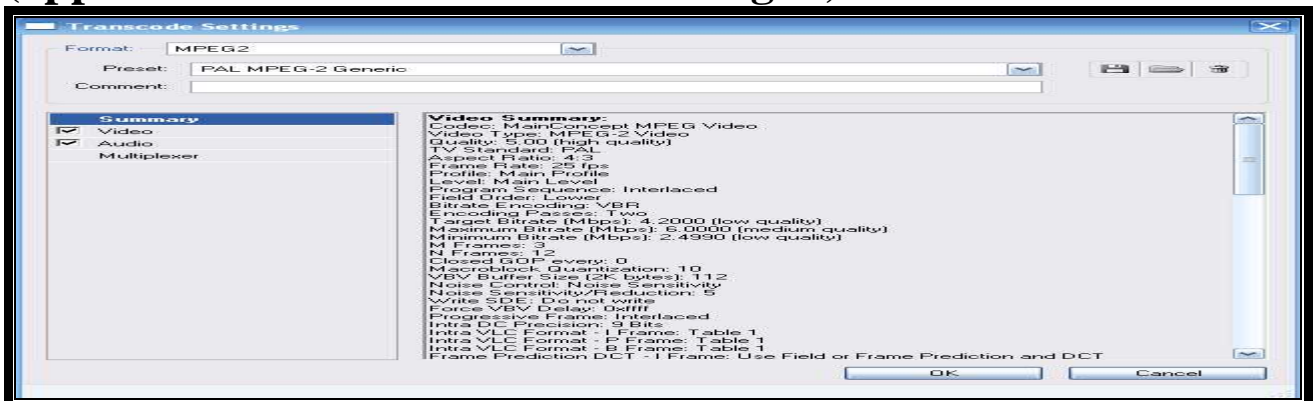 Transcode Settings
Format: MPEG2
Preset: PAL MPEG-2 Generic
Comment:
Summary
Video
Audio
Multiplexer
Video Summary:
Codec: MainConcept MPEG Video
Video Type: MPEG-2 Video
Quality: 5.00 (high quality)
TV Standard: PAL
Aspect Ratio: 4:3
Frame Rate: 25 fps
Profile: Main Profile
Level: Main Level
Program Sequence: Interlaced
Field Order: Lower
Bitrate Encoding: VBR
Encoding Passes: Two
Target Bitrate (Mbps): 4.2000 (low quality)
Maximum Bitrate (Mbps): 6.0000 (medium quality)
Minimum Bitrate (Mbps): 2.4990 (low quality)
M Frames: 3
N Frames: 12
Closed GOP every: 0
Macroblock Quantization: 10
VBV Buffer Size (2K bytes): 112
Noise Control: Noise Sensitivity
Noise Sensitivity/Reduction: 5
Write SDE: Do not write
Force VBV Delay: 0xffff
Progressive Frame: Interlaced
Intra DC Precision: 9 Bits
Intra VLC Format - I Frame: Table 1
Intra VLC Format - P Frame: Table 1
Intra VLC Format - B Frame: Table 1
Frame Prediction DCT - I Frame: Use Field or Frame Prediction and DCT
OK
Cancel